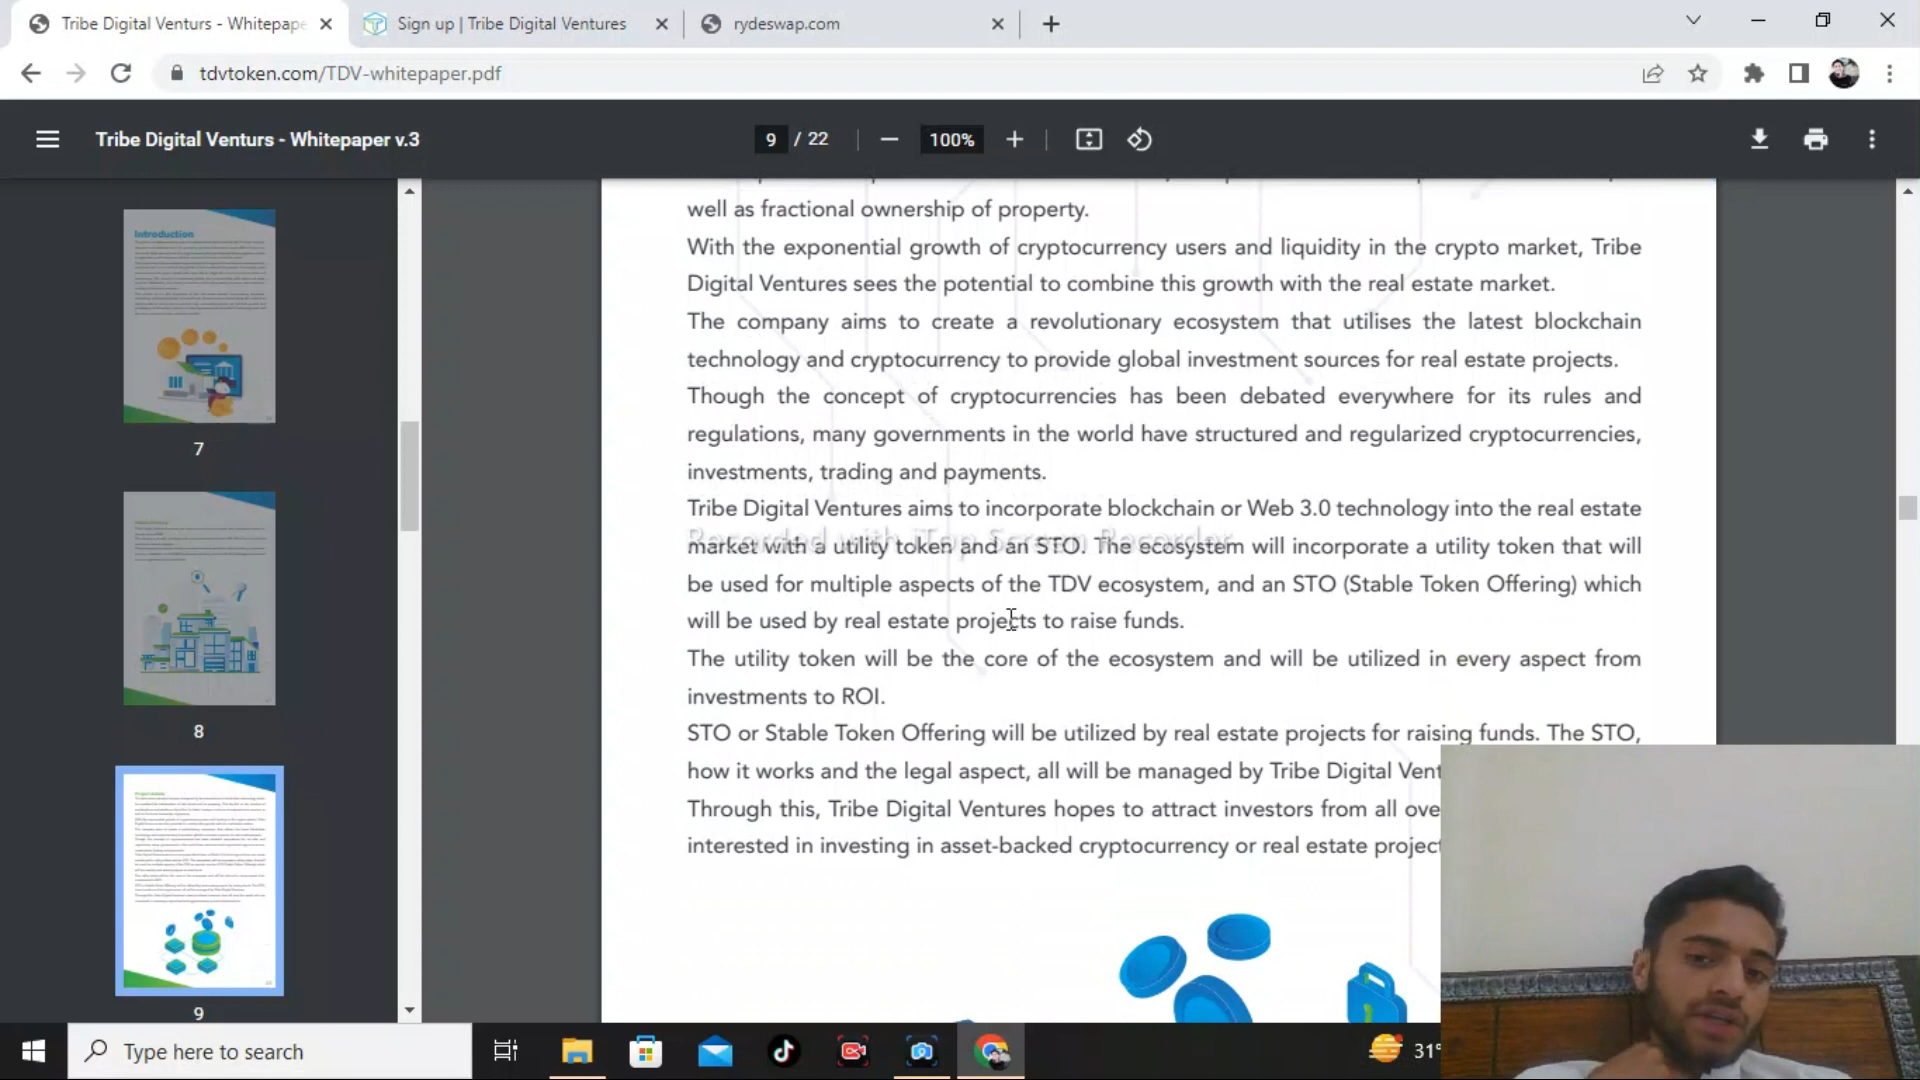 Tribe Digital Venturs - Whitepape
Sign up | Tribe Digital Ventures
rydeswap.com
tdvtoken.com/TDV-whitepaper.pdf
Tribe Digital Venturs - Whitepaper v.3
9 / 22
100%
Introduction
7
8
9
well as fractional ownership of property.
With the exponential growth of cryptocurrency users and liquidity in the crypto market, Tribe
Digital Ventures sees the potential to combine this growth with the real estate market.
The company aims to create a revolutionary ecosystem that utilises the latest blockchain
technology and cryptocurrency to provide global investment sources for real estate projects.
Though the concept of cryptocurrencies has been debated everywhere for its rules and
regulations, many governments in the world have structured and regularized cryptocurrencies,
investments, trading and payments.
Tribe Digital Ventures aims to incorporate blockchain or Web 3.0 technology into the real estate
Recorded with iTop Screen Recorder
market with a utility token and an STO. The ecosystem will incorporate a utility token that will
be used for multiple aspects of the TDV ecosystem, and an STO (Stable Token Offering) which
will be used by real estate projects to raise funds.
The utility token will be the core of the ecosystem and will be utilized in every aspect from
investments to ROI.
STO or Stable Token Offering will be utilized by real estate projects for raising funds. The STO,
how it works and the legal aspect, all will be managed by Tribe Digital Vent
Through this, Tribe Digital Ventures hopes to attract investors from all ove
interested in investing in asset-backed cryptocurrency or real estate project
Type here to search
31°